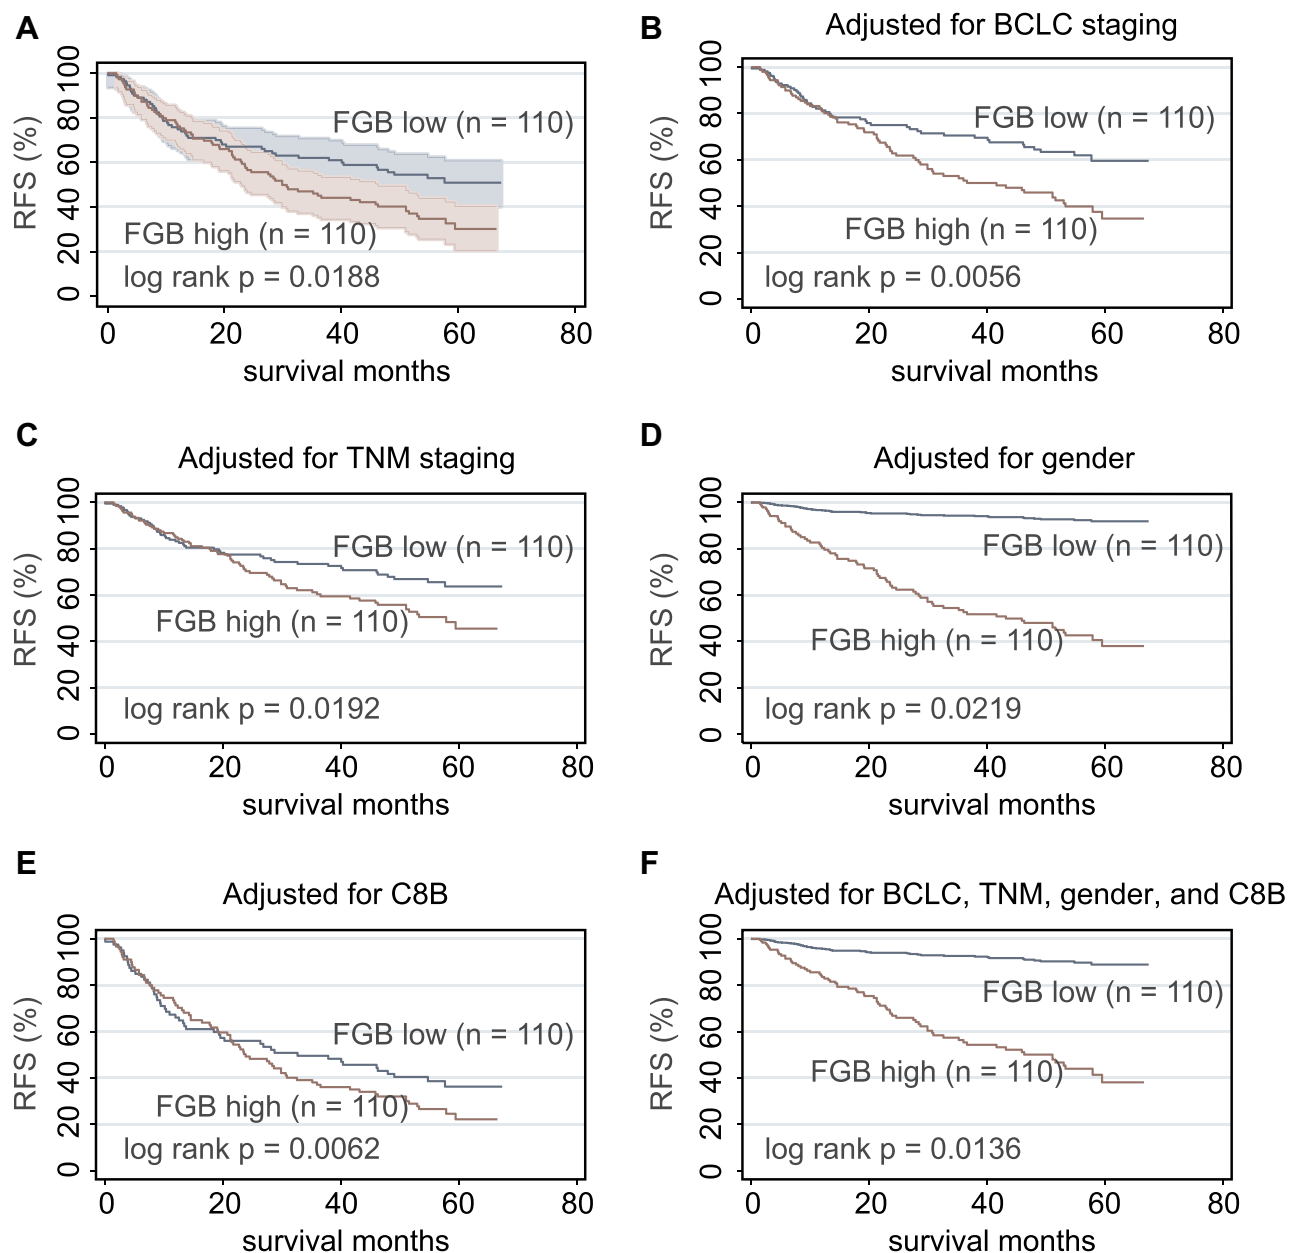 A
RFS (%)
100
80
60
40
20
0
FGB low (n = 110)
FGB high (n = 110)
log rank p = 0.0188
0 20 40 60 80
survival months
B
Adjusted for BCLC staging
RFS (%)
100
80
60
40
20
0
FGB low (n = 110)
FGB high (n = 110)
log rank p = 0.0056
0 20 40 60 80
survival months
C
Adjusted for TNM staging
RFS (%)
100
80
60
40
20
0
FGB low (n = 110)
FGB high (n = 110)
log rank p = 0.0192
0 20 40 60 80
survival months
D
Adjusted for gender
RFS (%)
100
80
60
40
20
0
FGB low (n = 110)
FGB high (n = 110)
log rank p = 0.0219
0 20 40 60 80
survival months
E
Adjusted for C8B
RFS (%)
100
80
60
40
20
0
FGB low (n = 110)
FGB high (n = 110)
log rank p = 0.0062
0 20 40 60 80
survival months
F
Adjusted for BCLC, TNM, gender, and C8B
RFS (%)
100
80
60
40
20
0
FGB low (n = 110)
FGB high (n = 110)
log rank p = 0.0136
0 20 40 60 80
survival months